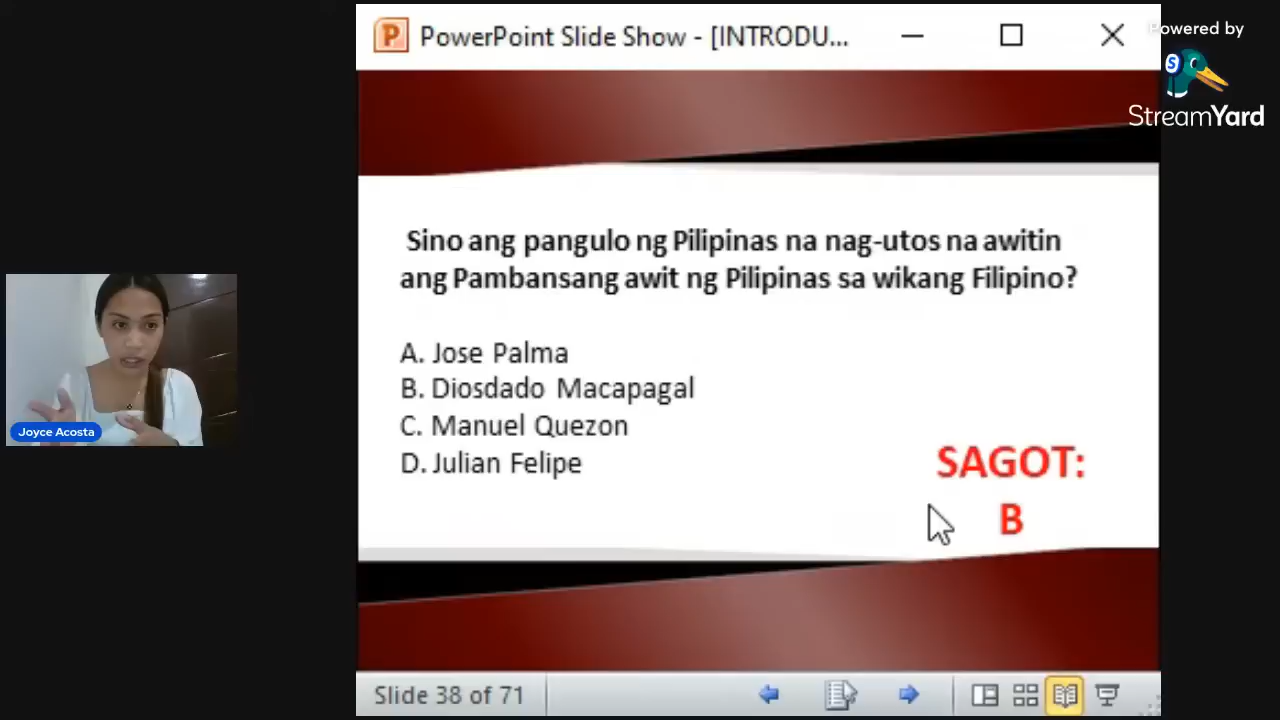 PowerPoint Slide Show - [INTRODU...
Powered by
StreamYard
Sino ang pangulo ng Pilipinas na nag-utos na awitin
ang Pambansang awit ng Pilipinas sa wikang Filipino?
A. Jose Palma
B. Diosdado Macapagal
C. Manuel Quezon
D. Julian Felipe
SAGOT:
B
Joyce Acosta
Slide 38 of 71